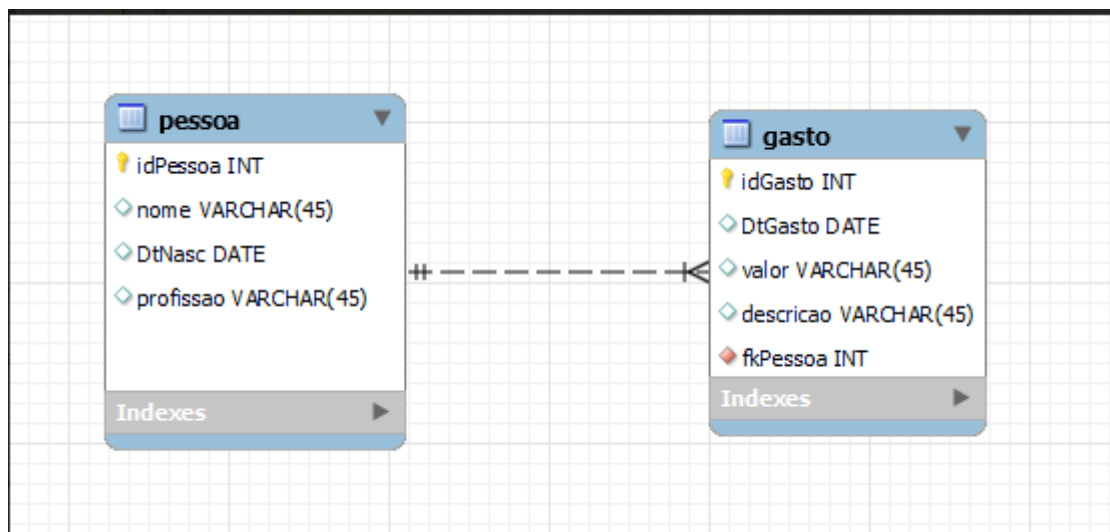 pessoa
idPessoa INT
nome VARCHAR(45)
DtNasc DATE
profissao VARCHAR(45)
Indexes
gasto
idGasto INT
DtGasto DATE
valor VARCHAR(45)
descricao VARCHAR(45)
fkPessoa INT
Indexes